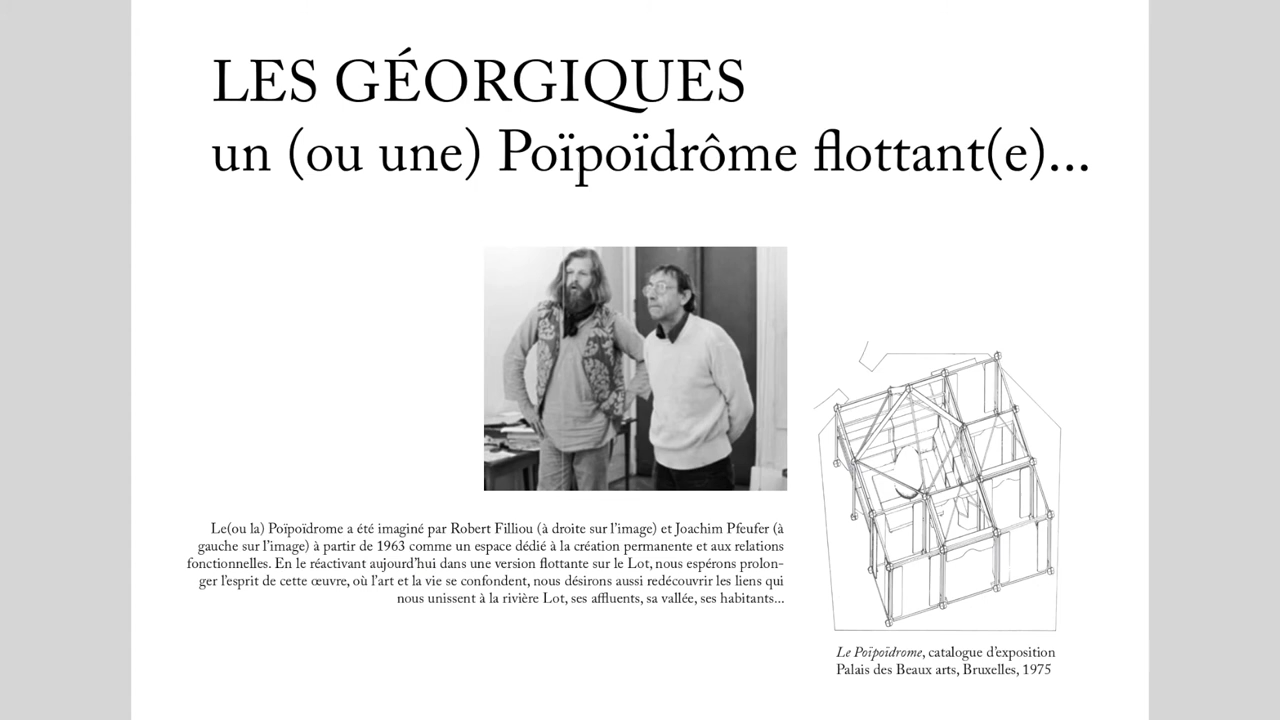 LES GÉORGIQUES
un (ou une) Poïpoïdrôme flottant(e)...
Le(ou la) Poïpoïdrome a été imaginé par Robert Filliou (à droite sur l'image) et Joachim Pfeufer (à
gauche sur l'image) à partir de 1963 comme un espace dédié à la création permanente et aux relations
fonctionnelles. En le réactivant aujourd'hui dans une version flottante sur le Lot, nous espérons prolon-
ger l'esprit de cette œuvre, où l'art et la vie se confondent, nous désirons aussi redécouvrir les liens qui
nous unissent à la rivière Lot, ses affluents, sa vallée, ses habitants...
Le Poïpoïdrome, catalogue d'exposition
Palais des Beaux arts, Bruxelles, 1975